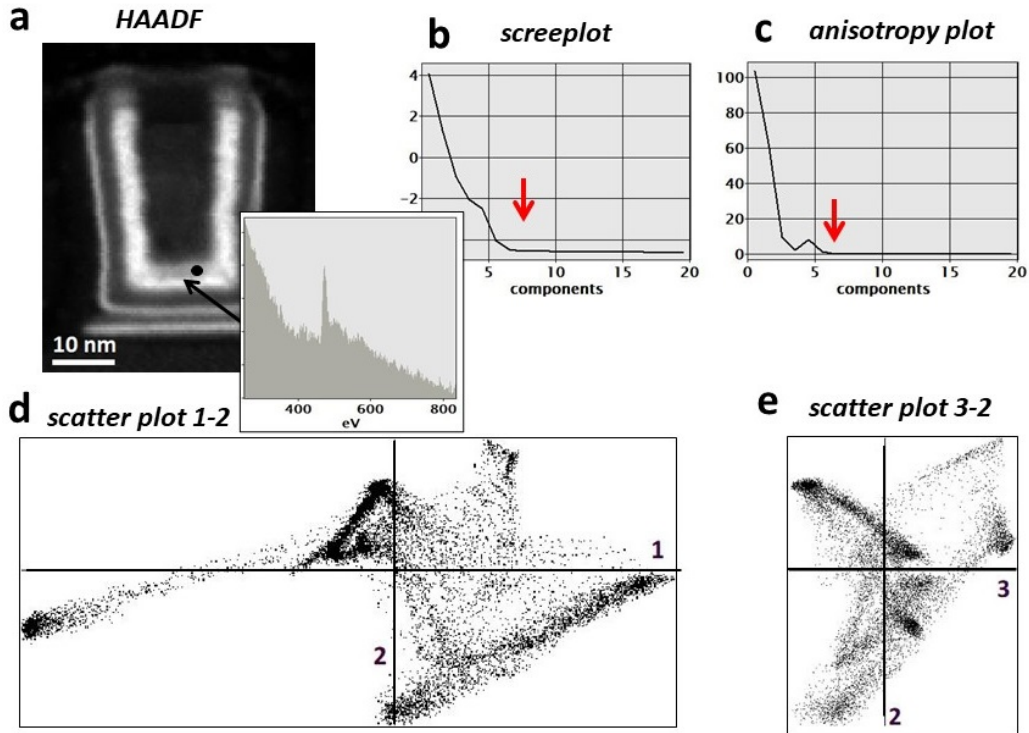 a
HAADF
10 nm
b
screeplot
4
2
0
-2
5
10
15
20
components
c
anisotropy plot
100
80
60
40
20
0
0
5
10
15
20
components
400
600
800
eV
d
scatter plot 1-2
1
2
e
scatter plot 3-2
3
2